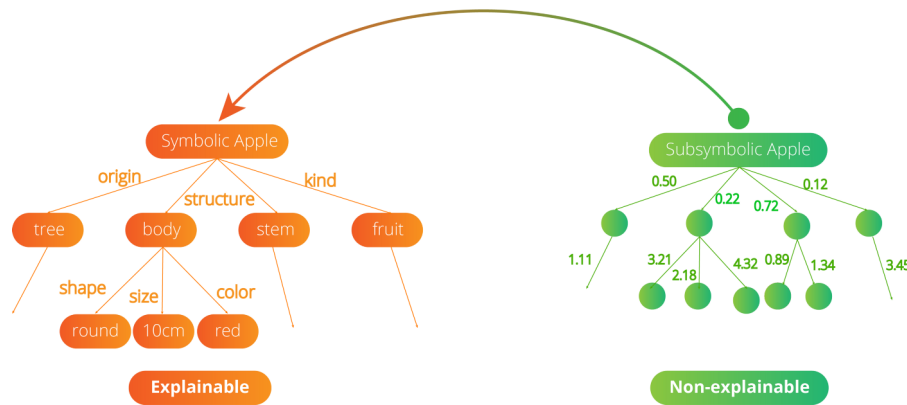 Symbolic Apple
Subsymbolic Apple
origin
structure
kind
0.50
0.22
0.72
0.12
tree
body
stem
fruit
1.11
3.21
2.18
4.32
0.89
1.34
3.45
shape
size
color
round
10cm
red
Explainable
Non-explainable